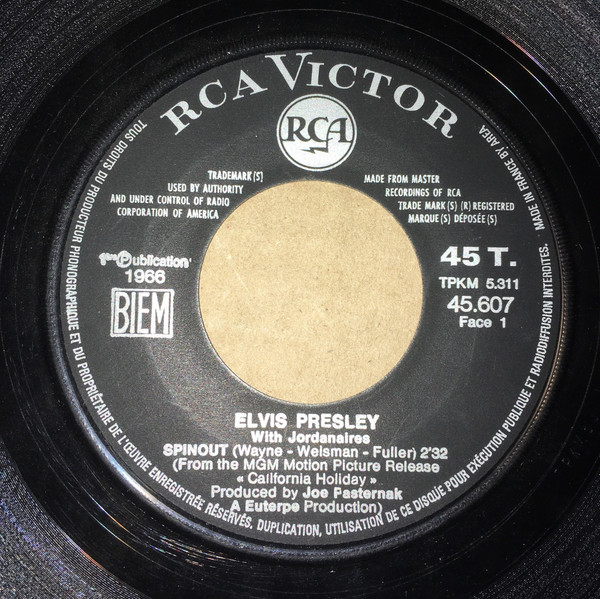 RCA VICTOR
RCA
TRADEMARK(S)
USED BY AUTHORITY
AND UNDER CONTROL OF RADIO
CORPORATION OF AMERICA
MADE FROM MASTER
RECORDINGS OF RCA
TRADE MARK(S) (R) REGISTERED
MARQUE(S) DÉPOSÉE(S)
1ère Ⓟublication
1966
BIEM
45 T.
TPKM 5.311
45.607
Face 1
ELVIS PRESLEY
With Jordanaires
SPINOUT (Wayne - Weisman - Fuller) 2'32
(From the MGM Motion Picture Release
« California Holiday »
Produced by Joe Pasternak
A Euterpe Production)
TOUS DROITS DU PRODUCTEUR PHONOGRAPHIQUE ET DU PROPRIÉTAIRE DE L'ŒUVRE ENREGISTRÉE RÉSERVÉS, DUPLICATION, UTILISATION DE CE DISQUE POUR EXÉCUTION PUBLIQUE ET RADIODIFFUSION INTERDITES. MADE IN FRANCE BY AREA